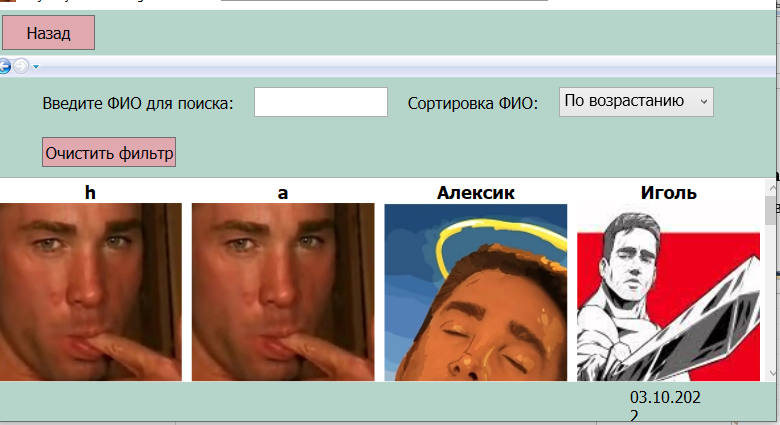 Назад
Введите ФИО для поиска:
Сортировка ФИО:
По возрастанию
Очистить фильтр
h
a
Алексик
Иголь
03.10.202
2